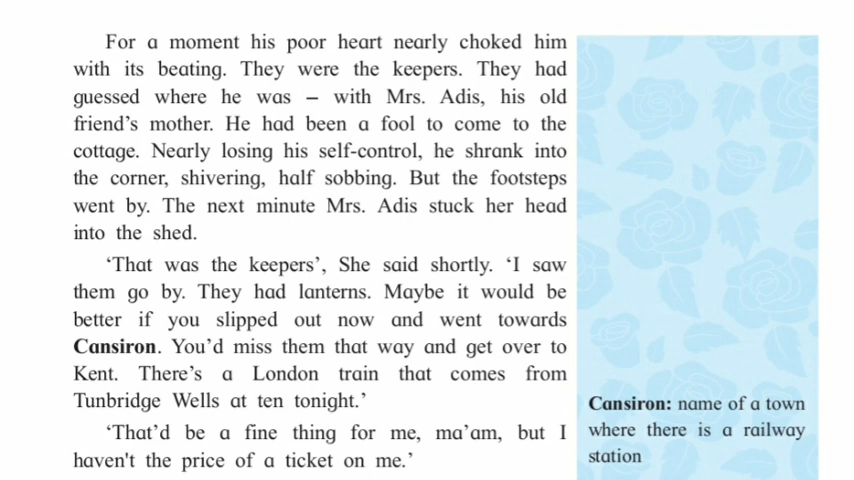 For a moment his poor heart nearly choked him
with its beating. They were the keepers. They had
guessed where he was – with Mrs. Adis, his old
friend’s mother. He had been a fool to come to the
cottage. Nearly losing his self-control, he shrank into
the corner, shivering, half sobbing. But the footsteps
went by. The next minute Mrs. Adis stuck her head
into the shed.
‘That was the keepers’, She said shortly. ‘I saw
them go by. They had lanterns. Maybe it would be
better if you slipped out now and went towards
Cansiron. You’d miss them that way and get over to
Kent. There’s a London train that comes from
Tunbridge Wells at ten tonight.’
‘That’d be a fine thing for me, ma’am, but I
haven't the price of a ticket on me.’
Cansiron: name of a town
where there is a railway
station